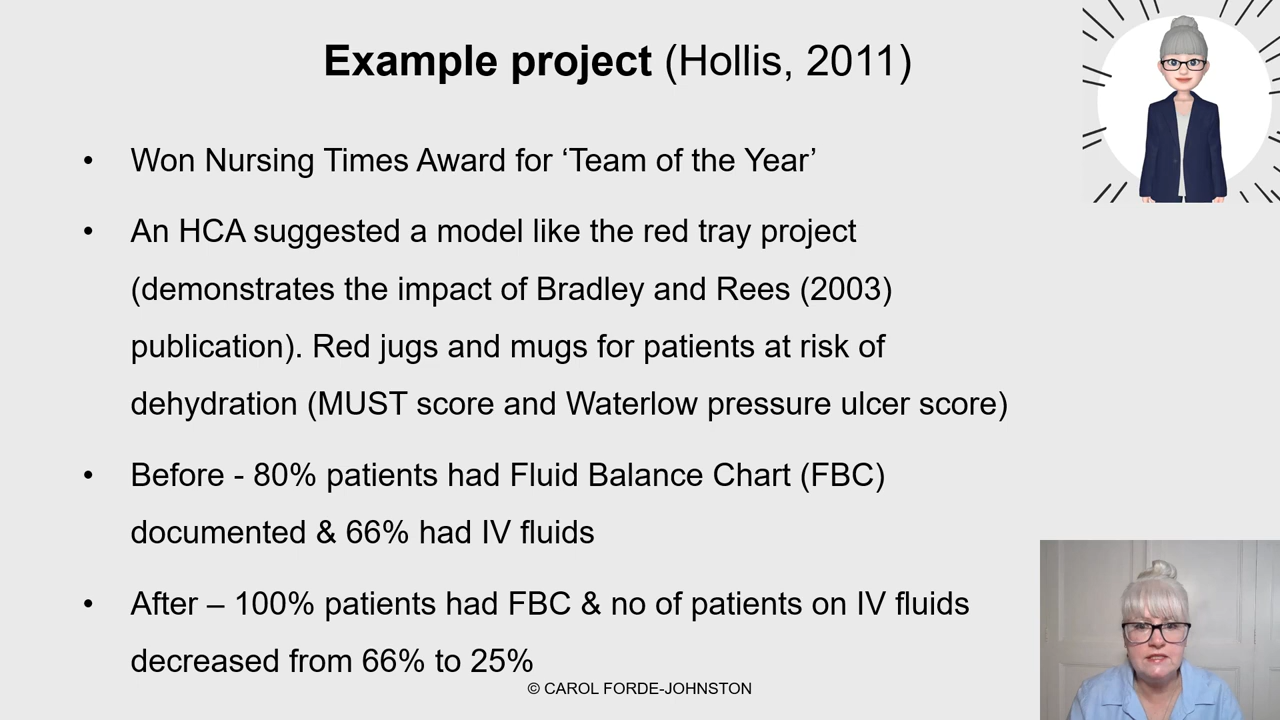 Example project (Hollis, 2011)
• Won Nursing Times Award for ‘Team of the Year’
• An HCA suggested a model like the red tray project
(demonstrates the impact of Bradley and Rees (2003)
publication). Red jugs and mugs for patients at risk of
dehydration (MUST score and Waterlow pressure ulcer score)
• Before - 80% patients had Fluid Balance Chart (FBC)
documented & 66% had IV fluids
• After – 100% patients had FBC & no of patients on IV fluids
decreased from 66% to 25%
© CAROL FORDE-JOHNSTON